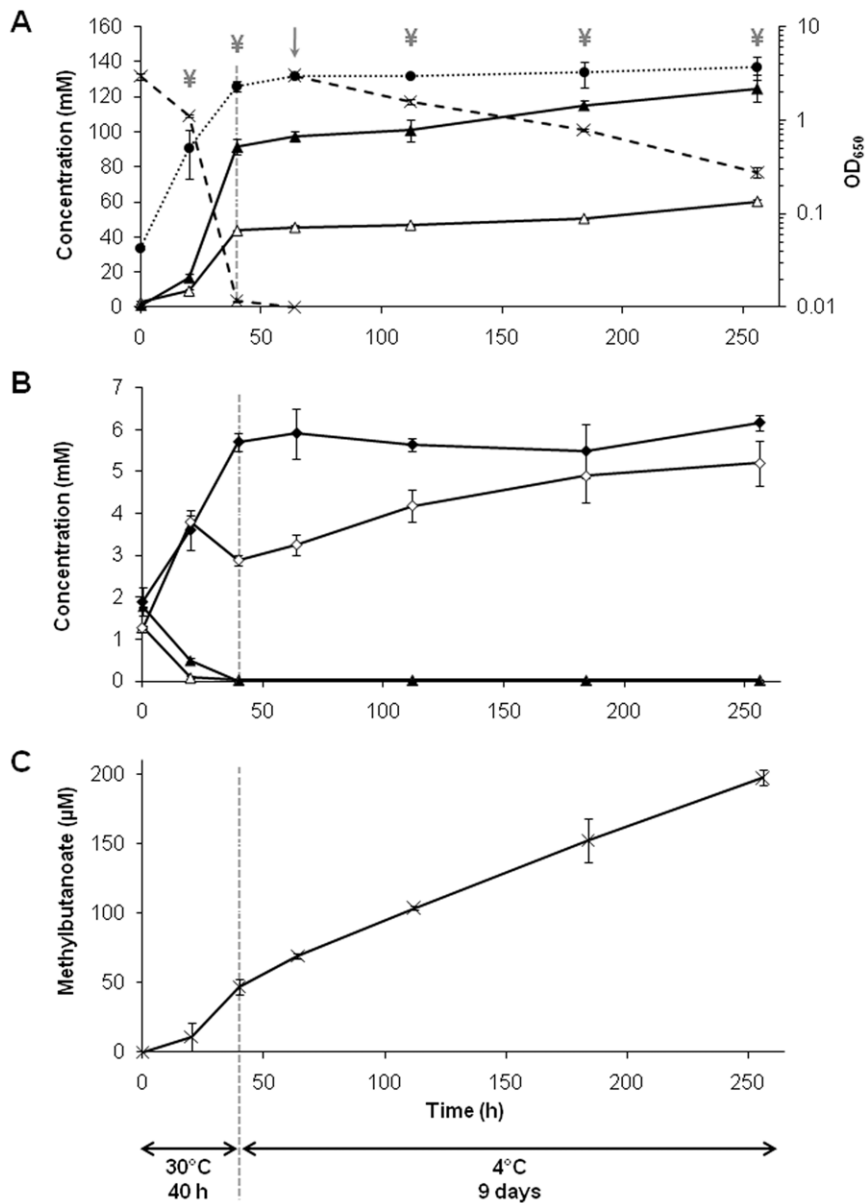 A
¥ ¥ ↓ ¥ ¥ ¥
160
140
120
100
80
60
40
20
0
Concentration (mM)
10
1
0.1
0.01
OD650
0 50 100 150 200 250
B
7
6
5
4
3
2
1
0
Concentration (mM)
0 50 100 150 200 250
C
200
150
100
50
0
Methylbutanoate (µM)
0 50 100 150 200 250
Time (h)
30°C 4°C
40 h 9 days